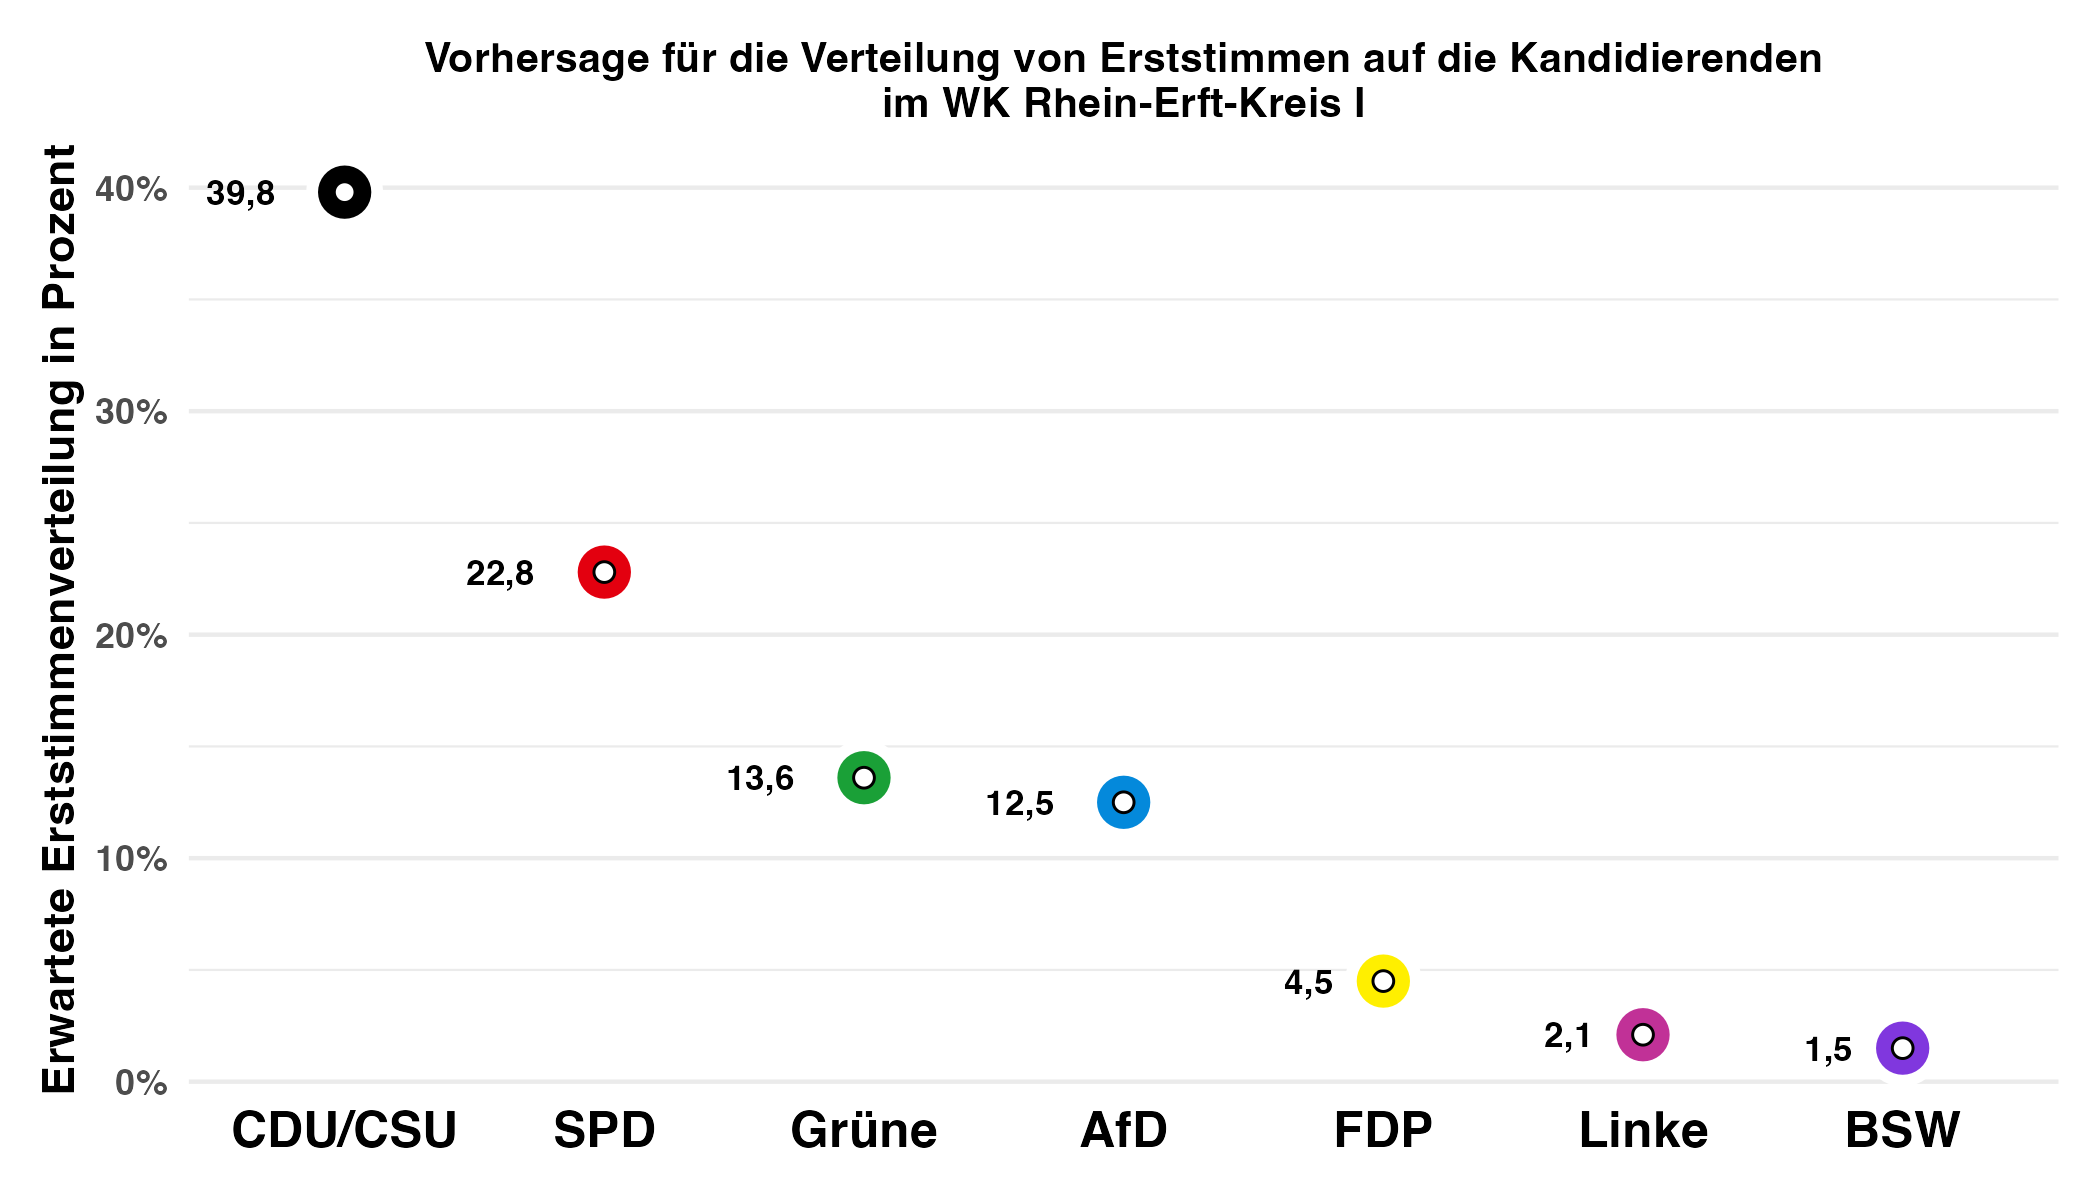 Vorhersage für die Verteilung von Erststimmen auf die Kandidierenden
im WK Rhein-Erft-Kreis I
Erwartete Erststimmenverteilung in Prozent
40%
30%
20%
10%
0%
39,8
22,8
13,6
12,5
4,5
2,1
1,5
CDU/CSU
SPD
Grüne
AfD
FDP
Linke
BSW